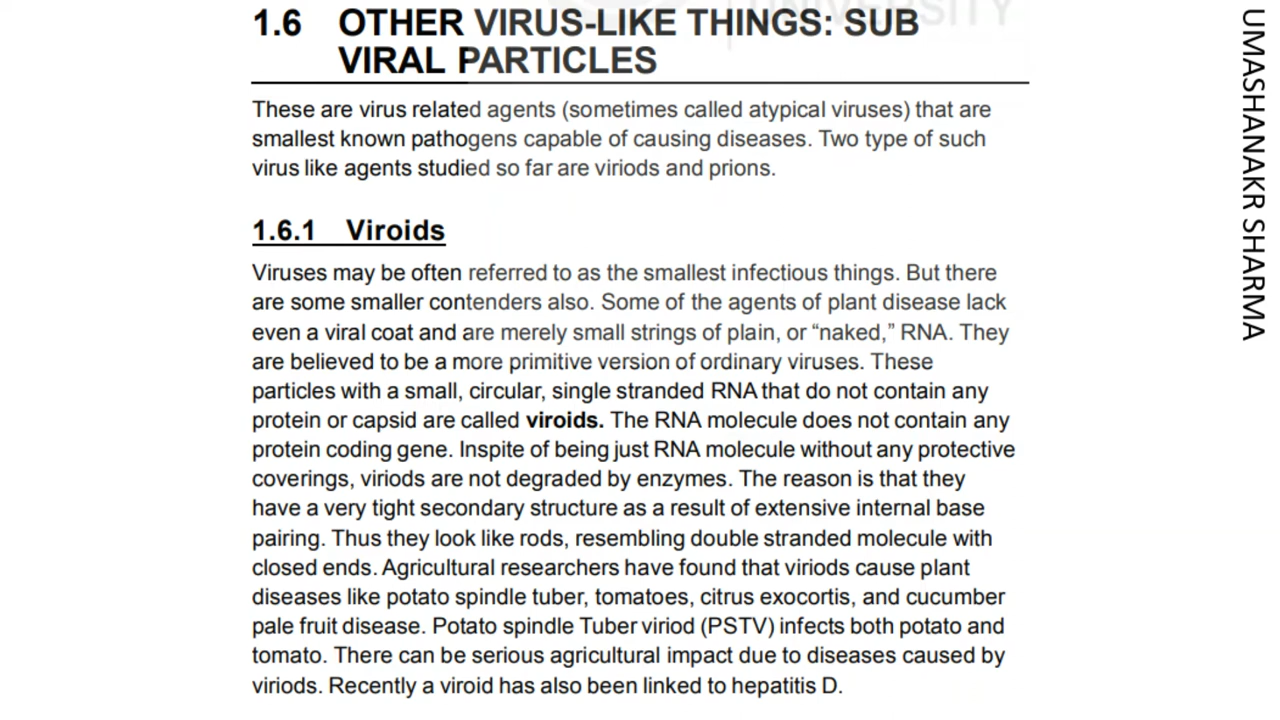 UNIVERSITY
1.6 OTHER VIRUS-LIKE THINGS: SUB
VIRAL PARTICLES
These are virus related agents (sometimes called atypical viruses) that are
smallest known pathogens capable of causing diseases. Two type of such
virus like agents studied so far are viriods and prions.
1.6.1 Viroids
Viruses may be often referred to as the smallest infectious things. But there
are some smaller contenders also. Some of the agents of plant disease lack
even a viral coat and are merely small strings of plain, or “naked,” RNA. They
are believed to be a more primitive version of ordinary viruses. These
particles with a small, circular, single stranded RNA that do not contain any
protein or capsid are called viroids. The RNA molecule does not contain any
protein coding gene. Inspite of being just RNA molecule without any protective
coverings, viriods are not degraded by enzymes. The reason is that they
have a very tight secondary structure as a result of extensive internal base
pairing. Thus they look like rods, resembling double stranded molecule with
closed ends. Agricultural researchers have found that viriods cause plant
diseases like potato spindle tuber, tomatoes, citrus exocortis, and cucumber
pale fruit disease. Potato spindle Tuber viriod (PSTV) infects both potato and
tomato. There can be serious agricultural impact due to diseases caused by
viriods. Recently a viroid has also been linked to hepatitis D.
UMASHANAKR SHARMA